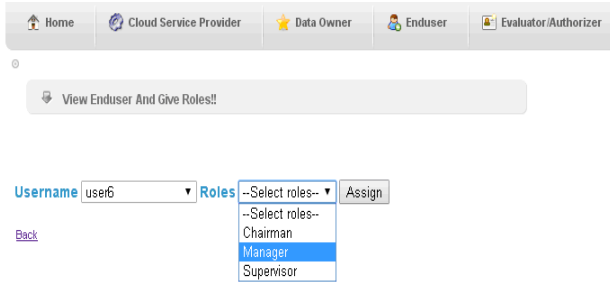 Home Cloud Service Provider Data Owner Enduser Evaluator/Authorizer
0
View Enduser And Give Roles!!
Username user6 Roles --Select roles-- Assign
--Select roles--
Chairman
Manager
Supervisor
Back